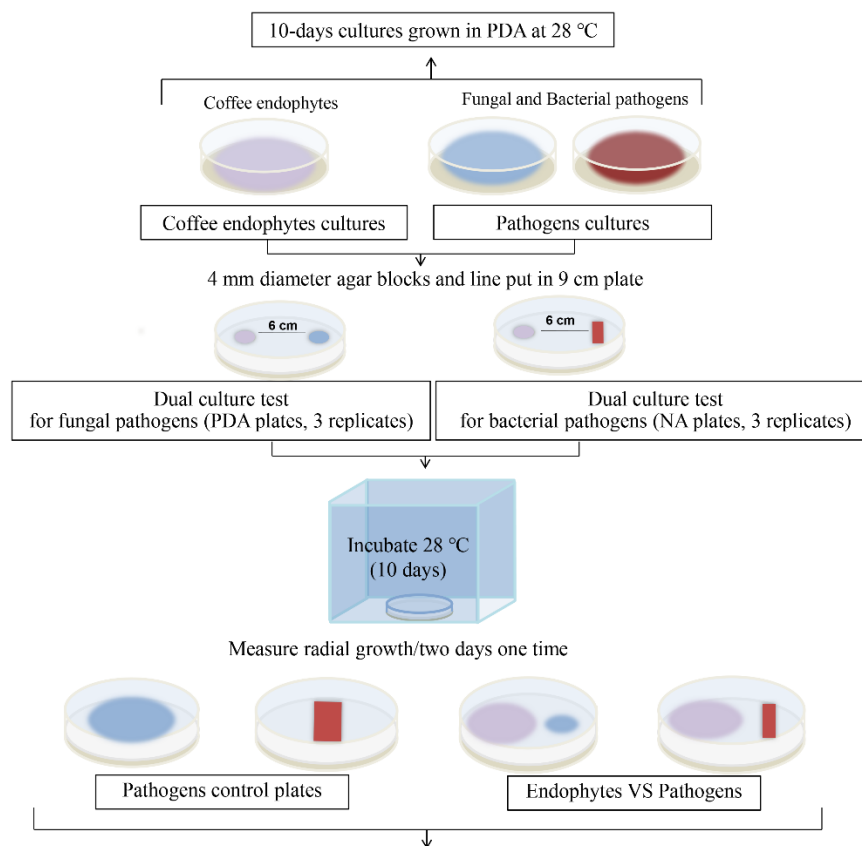 10-days cultures grown in PDA at 28 ℃
Coffee endophytes
Fungal and Bacterial pathogens
Coffee endophytes cultures
Pathogens cultures
4 mm diameter agar blocks and line put in 9 cm plate
6 cm
6 cm
Dual culture test
for fungal pathogens (PDA plates, 3 replicates)
Dual culture test
for bacterial pathogens (NA plates, 3 replicates)
Incubate 28 ℃
(10 days)
Measure radial growth/two days one time
Pathogens control plates
Endophytes VS Pathogens